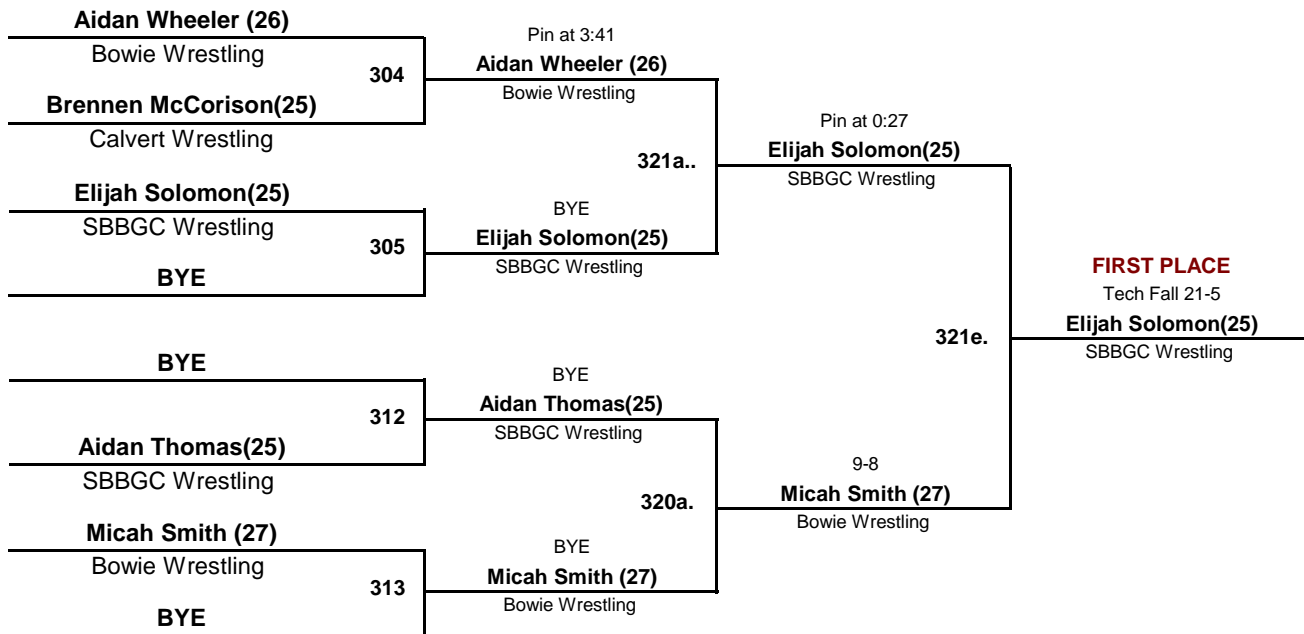 Aidan Wheeler (26)
Bowie Wrestling
304
Brennen McCorison(25)
Calvert Wrestling
Elijah Solomon(25)
SBBGC Wrestling
305
BYE
BYE
312
Aidan Thomas(25)
SBBGC Wrestling
Micah Smith (27)
Bowie Wrestling
313
BYE
Pin at 3:41
Aidan Wheeler (26)
Bowie Wrestling
321a..
BYE
Elijah Solomon(25)
SBBGC Wrestling
BYE
Aidan Thomas(25)
SBBGC Wrestling
320a.
BYE
Micah Smith (27)
Bowie Wrestling
Pin at 0:27
Elijah Solomon(25)
SBBGC Wrestling
321e.
9-8
Micah Smith (27)
Bowie Wrestling
FIRST PLACE
Tech Fall 21-5
Elijah Solomon(25)
SBBGC Wrestling